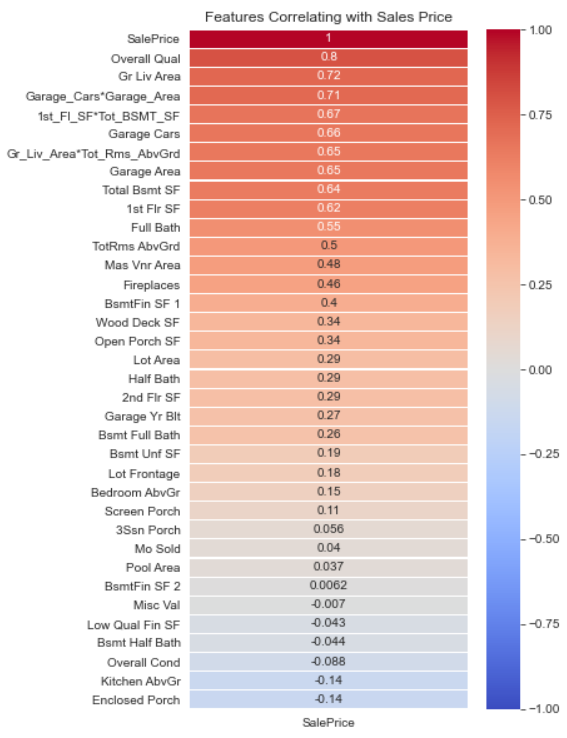 Features Correlating with Sales Price
SalePrice 1
Overall Qual 0.8
Gr Liv Area 0.72
Garage_Cars*Garage_Area 0.71
1st_Fl_SF*Tot_BSMT_SF 0.67
Garage Cars 0.66
Gr_Liv_Area*Tot_Rms_AbvGrd 0.65
Garage Area 0.65
Total Bsmt SF 0.64
1st Flr SF 0.62
Full Bath 0.55
TotRms AbvGrd 0.5
Mas Vnr Area 0.48
Fireplaces 0.46
BsmtFin SF 1 0.4
Wood Deck SF 0.34
Open Porch SF 0.34
Lot Area 0.29
Half Bath 0.29
2nd Flr SF 0.29
Garage Yr Blt 0.27
Bsmt Full Bath 0.26
Bsmt Unf SF 0.19
Lot Frontage 0.18
Bedroom AbvGr 0.15
Screen Porch 0.11
3Ssn Porch 0.056
Mo Sold 0.04
Pool Area 0.037
BsmtFin SF 2 0.0062
Misc Val -0.007
Low Qual Fin SF -0.043
Bsmt Half Bath -0.044
Overall Cond -0.088
Kitchen AbvGr -0.14
Enclosed Porch -0.14
SalePrice
1.00
0.75
0.50
0.25
0.00
−0.25
−0.50
−0.75
−1.00